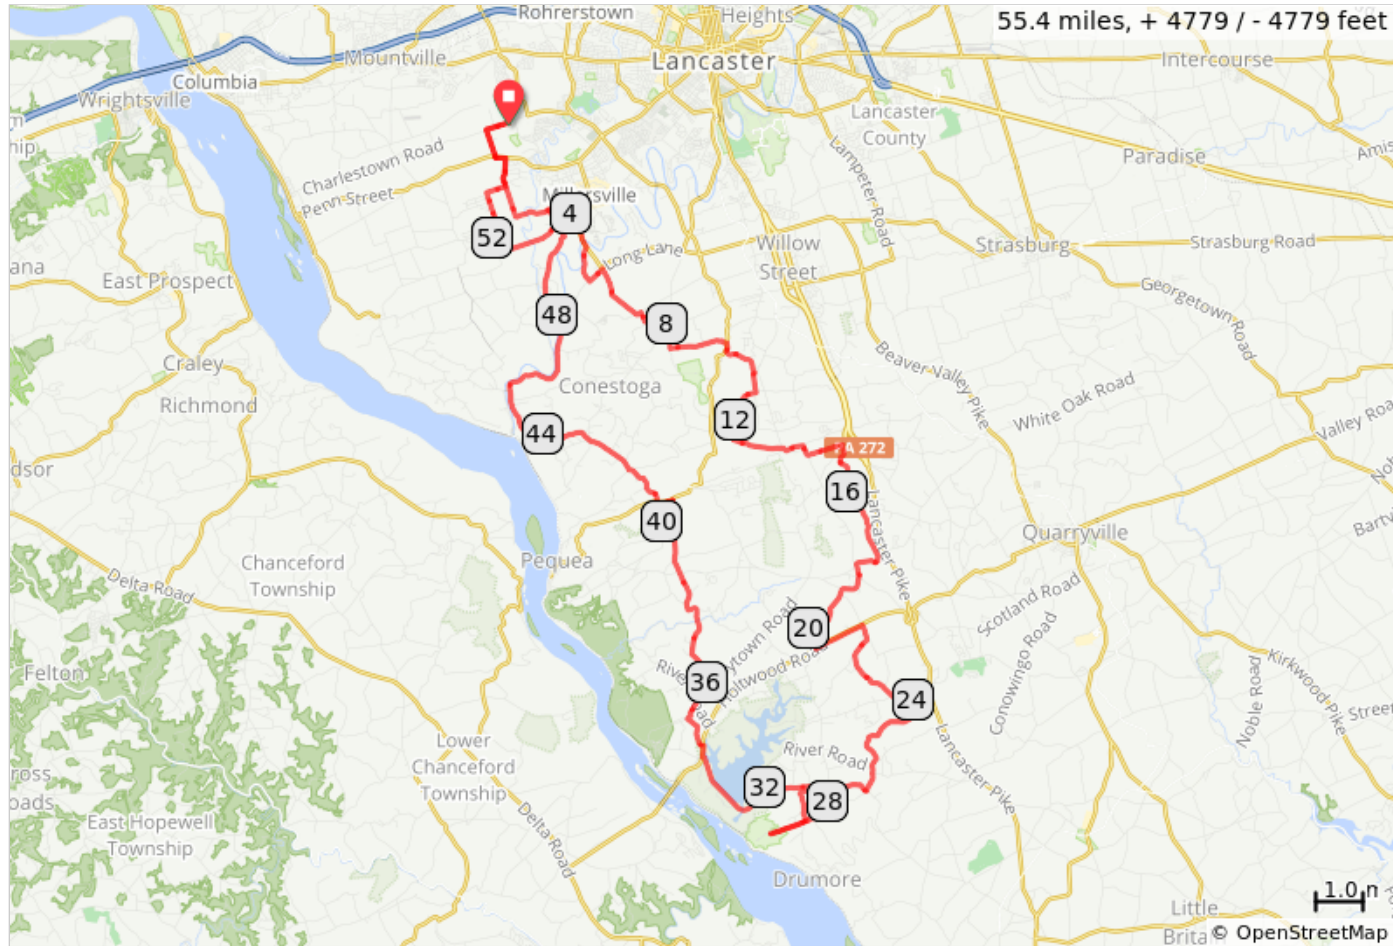 Rohrerstown
Heights
55.4 miles, + 4779 / - 4779 feet
Mountville
Lancaster
Intercourse
Columbia
Wrightsville
Lancaster
County
Charlestown Road
Lampeter Road
Paradise
Penn Street
Millersville
4
52
Long Lane
Willow
Street
Strasburg
Strasburg Road
East Prospect
Georgetown Road
48
8
Craley
Beaver Valley Pike
Richmond
Conestoga
White Oak Road
12
44
PA 272
16
Lancaster Pike
40
Quarryville
Pequea
Chanceford
Township
Delta Road
Scotland Road
20
Conowingo Road
Holtwood Road
Felton
36
24
Kirkwood Pike
Noble Road
River Road
Lower
Chanceford
Township
Lancaster Pike
32
28
East Hopewell
Township
Delta Road
Drumore
1.0
Little
© OpenStreetMap